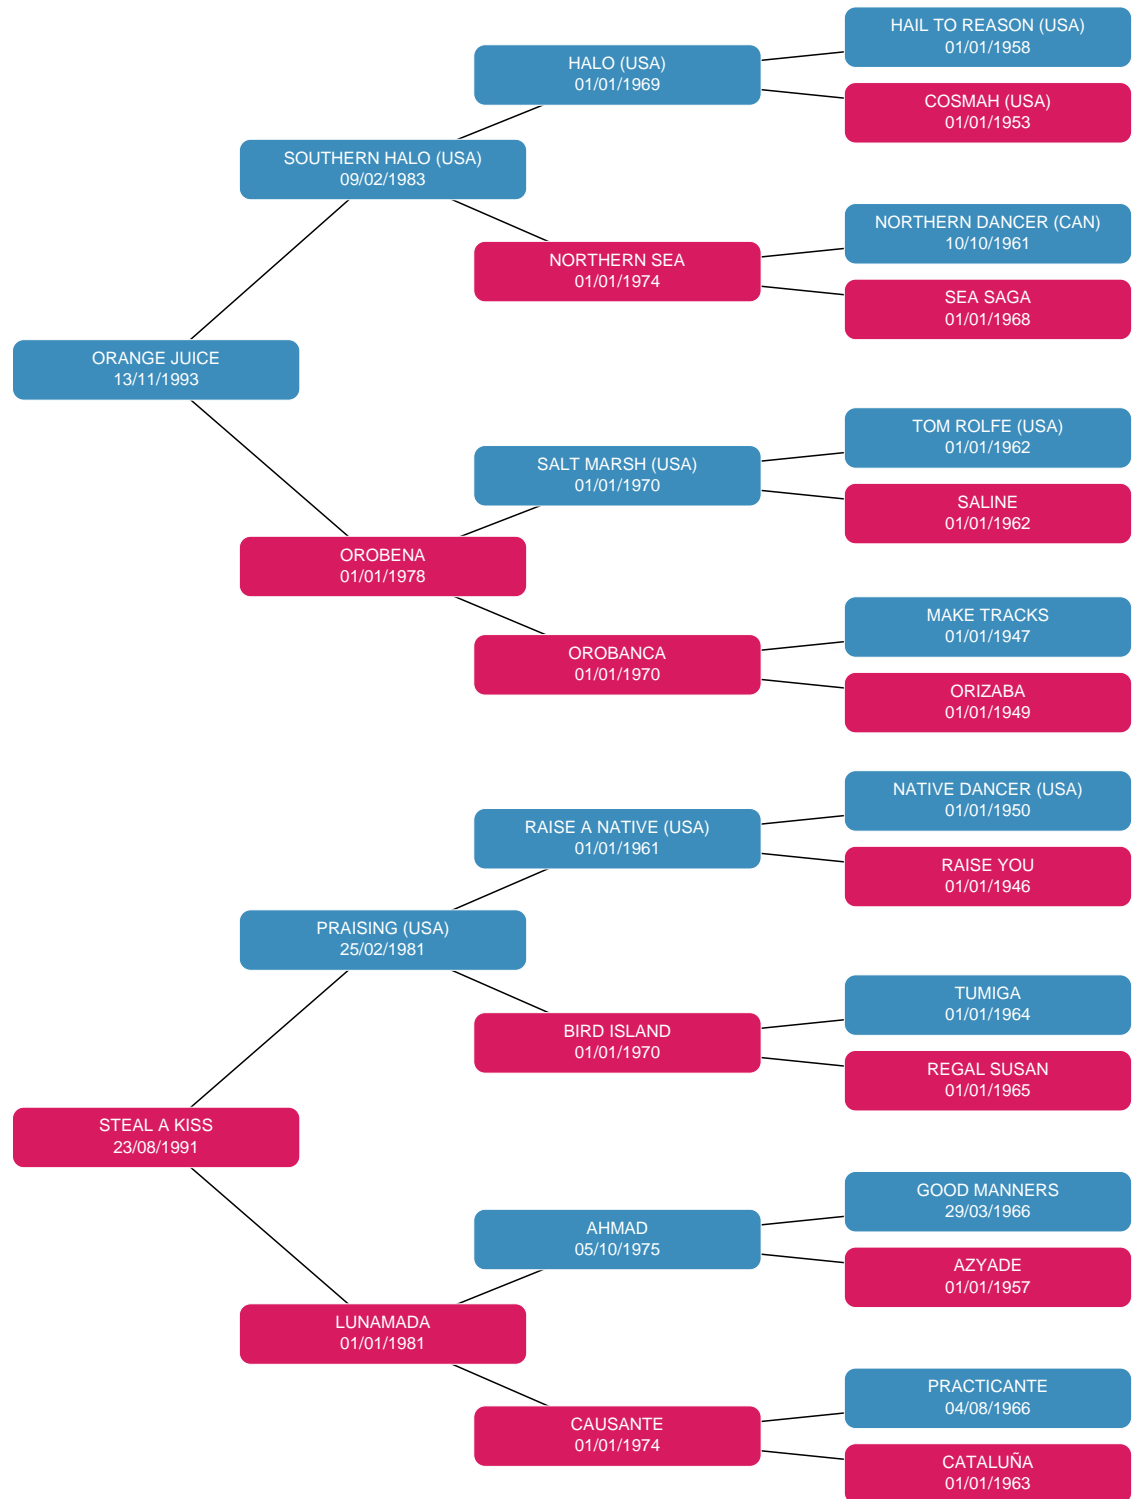 HAIL TO REASON (USA)
01/01/1958
HALO (USA)
01/01/1969
COSMAH (USA)
01/01/1953
SOUTHERN HALO (USA)
09/02/1983
NORTHERN DANCER (CAN)
10/10/1961
NORTHERN SEA
01/01/1974
SEA SAGA
01/01/1968
ORANGE JUICE
13/11/1993
TOM ROLFE (USA)
01/01/1962
SALT MARSH (USA)
01/01/1970
SALINE
01/01/1962
OROBENA
01/01/1978
MAKE TRACKS
01/01/1947
OROBANCA
01/01/1970
ORIZABA
01/01/1949
NATIVE DANCER (USA)
01/01/1950
RAISE A NATIVE (USA)
01/01/1961
RAISE YOU
01/01/1946
PRAISING (USA)
25/02/1981
TUMIGA
01/01/1964
BIRD ISLAND
01/01/1970
REGAL SUSAN
01/01/1965
STEAL A KISS
23/08/1991
GOOD MANNERS
29/03/1966
AHMAD
05/10/1975
AZYADE
01/01/1957
LUNAMADA
01/01/1981
PRACTICANTE
04/08/1966
CAUSANTE
01/01/1974
CATALUÑA
01/01/1963